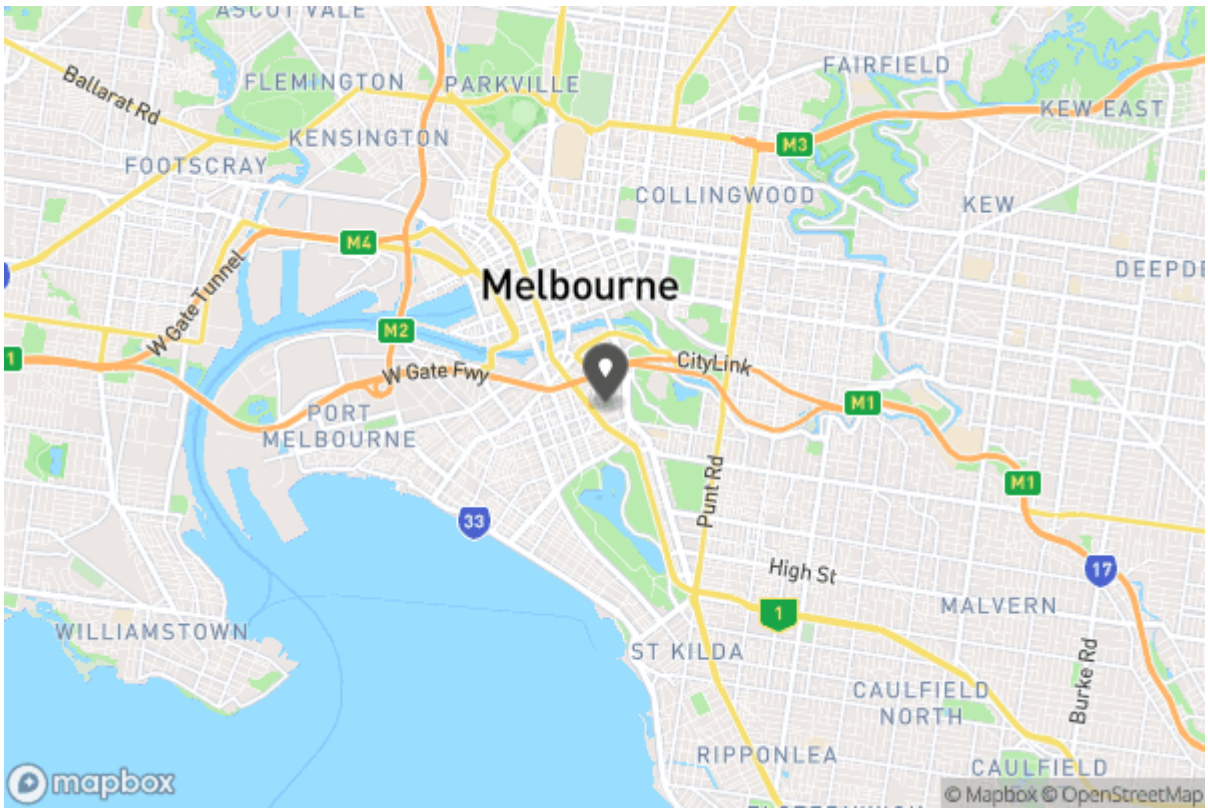 ASCOT VALE
FAIRFIELD
Ballarat Rd
FLEMINGTON
PARKVILLE
KEW EAST
KENSINGTON
M3
FOOTSCRAY
COLLINGWOOD
KEW
M4
W Gate Tunnel
Melbourne
DEEPDE
M2
1
W Gate Fwy
CityLink
M1
PORT
MELBOURNE
Punt Rd
M1
33
High St
17
MALVERN
1
WILLIAMSTOWN
ST KILDA
Burke Rd
CAULFIELD
NORTH
RIPPONLEA
CAULFIELD
mapbox
© Mapbox © OpenStreetMap